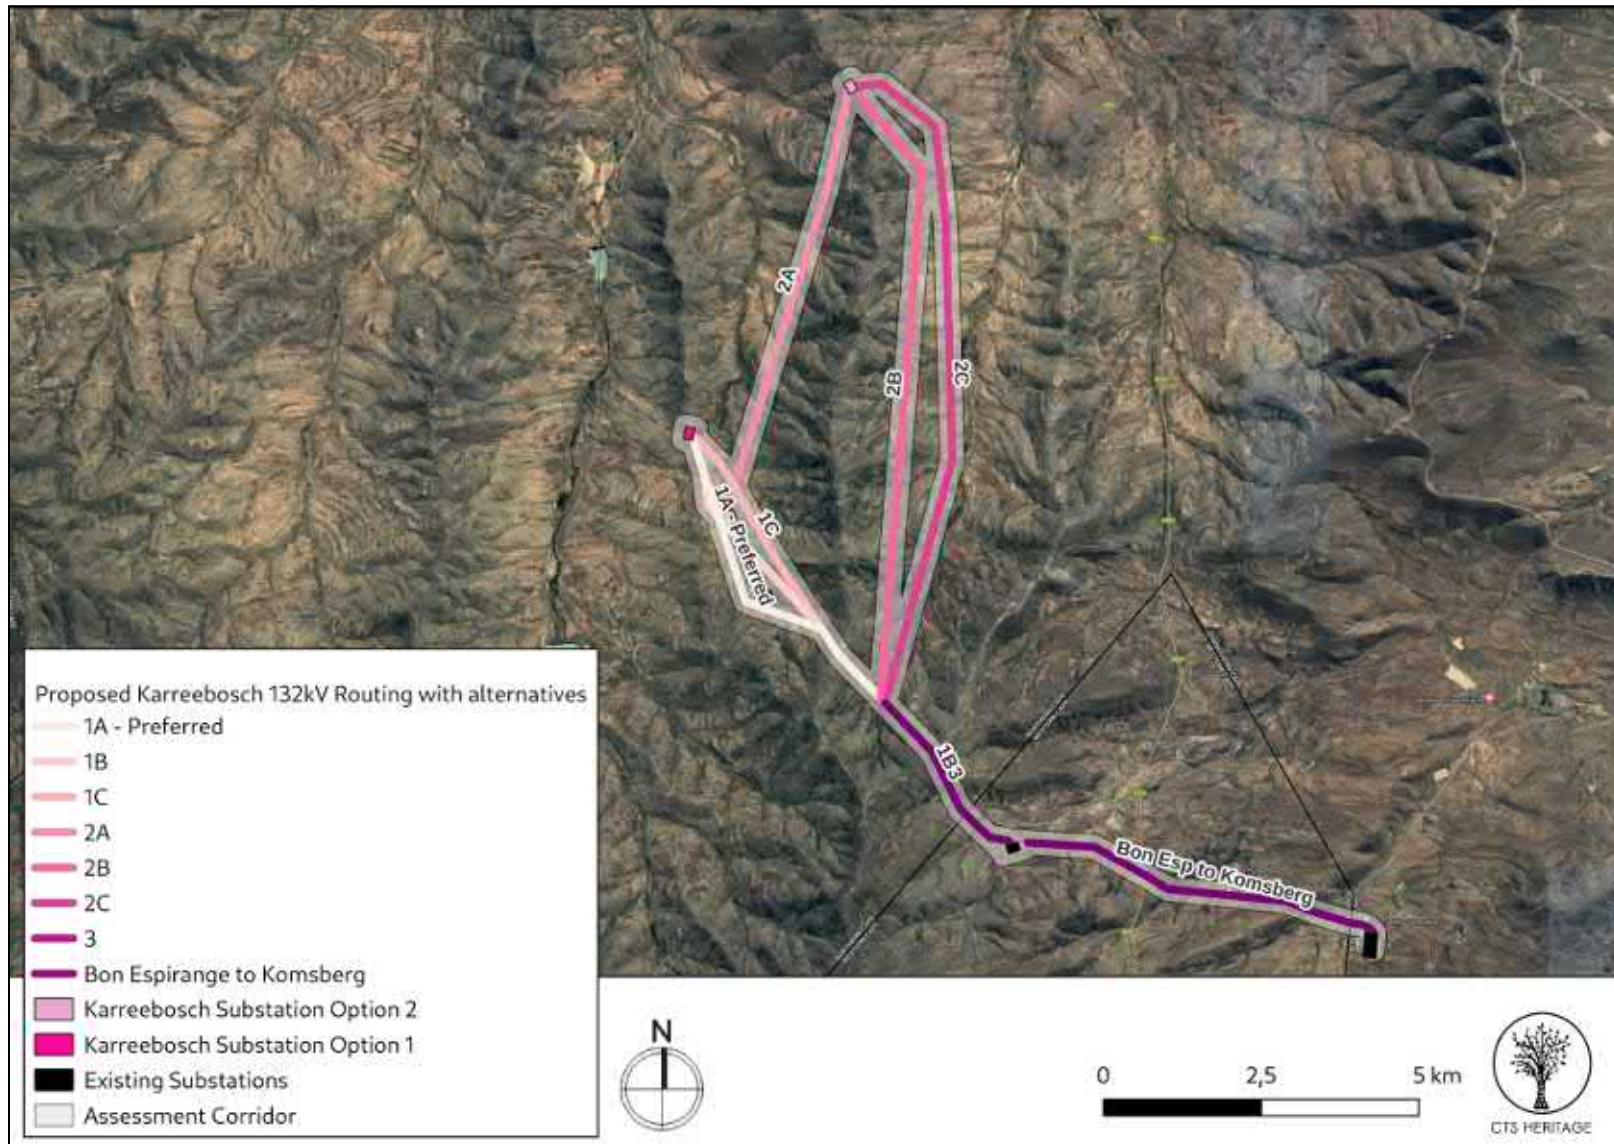 2A
2B
2C
1C
1A - Preferred
1B3
Bon Esp to Komsberg
Proposed Karreebosch 132kV Routing with alternatives
1A - Preferred
1B
1C
2A
2B
2C
3
Bon Espirange to Komsberg
Karreebosch Substation Option 2
Karreebosch Substation Option 1
Existing Substations
Assessment Corridor
N
0 2,5 5 km
CTS HERITAGE